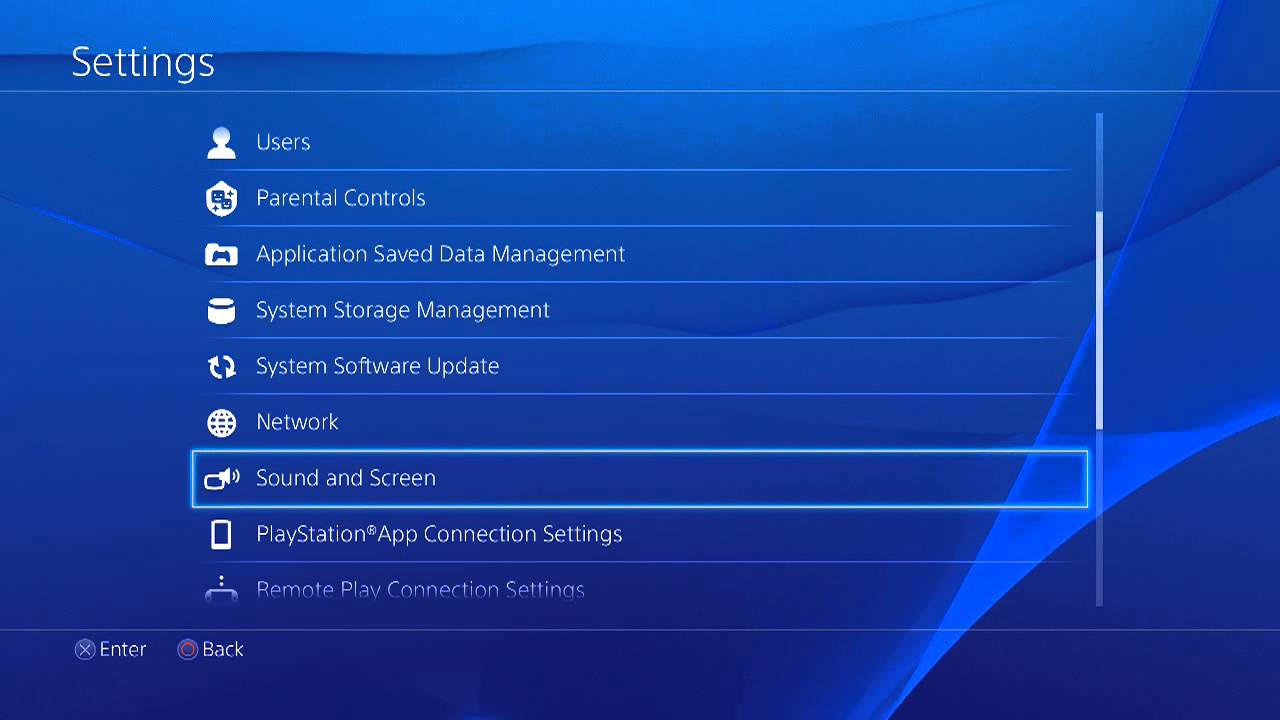 Settings
Users
Parental Controls
Application Saved Data Management
System Storage Management
System Software Update
Network
Sound and Screen
PlayStation®App Connection Settings
Remote Play Connection Settings
Enter Back